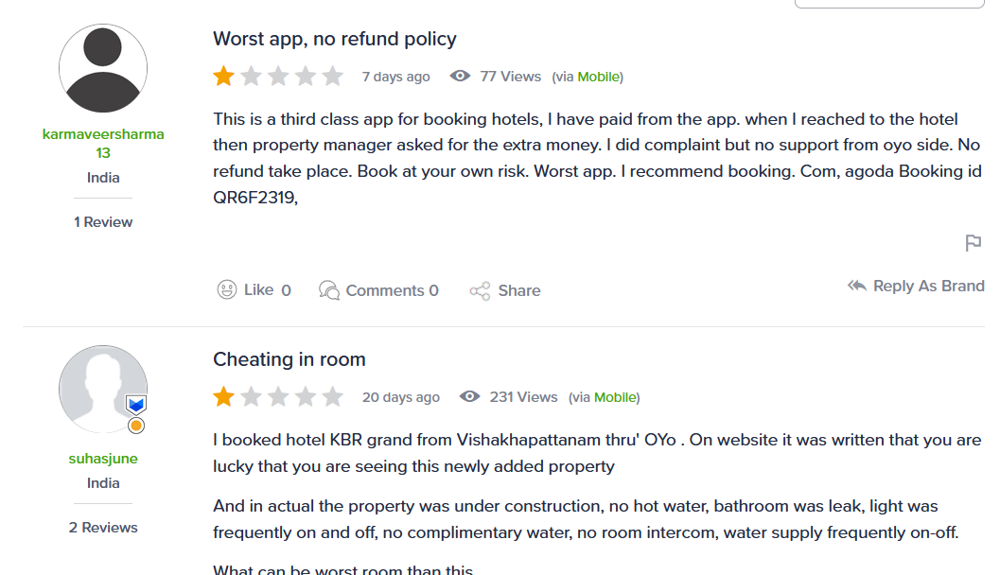 Worst app, no refund policy
7 days ago 77 Views (via Mobile)
karmaveersharma
13
India
1 Review
This is a third class app for booking hotels, I have paid from the app. when I reached to the hotel
then property manager asked for the extra money. I did complaint but no support from oyo side. No
refund take place. Book at your own risk. Worst app. I recommend booking. Com, agoda Booking id
QR6F2319,
Like 0 Comments 0 Share Reply As Brand
Cheating in room
20 days ago 231 Views (via Mobile)
suhasjune
India
2 Reviews
I booked hotel KBR grand from Vishakhapattanam thru' OYo . On website it was written that you are
lucky that you are seeing this newly added property
And in actual the property was under construction, no hot water, bathroom was leak, light was
frequently on and off, no complimentary water, no room intercom, water supply frequently on-off.
What can be worst room than this